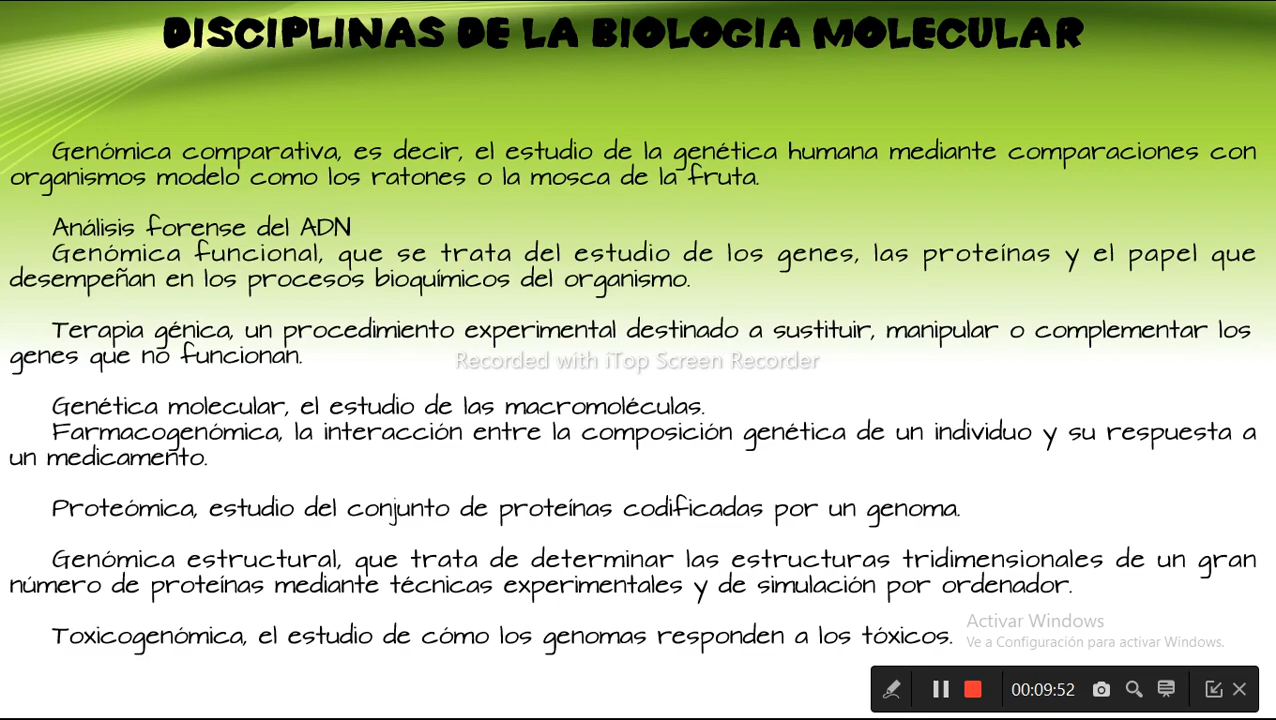 DISCIPLINAS DE LA BIOLOGIA MOLECULAR
Genómica comparativa, es decir, el estudio de la genética humana mediante comparaciones con
organismos modelo como los ratones o la mosca de la fruta.
Análisis forense del ADN
Genómica funcional, que se trata del estudio de los genes, las proteínas y el papel que
desempeñan en los procesos bioquímicos del organismo.
Terapia génica, un procedimiento experimental destinado a sustituir, manipular o complementar los
genes que no funcionan.
Recorded with iTop Screen Recorder
Genética molecular, el estudio de las macromoléculas.
Farmacogenómica, la interacción entre la composición genética de un individuo y su respuesta a
un medicamento.
Proteómica, estudio del conjunto de proteínas codificadas por un genoma.
Genómica estructural, que trata de determinar las estructuras tridimensionales de un gran
número de proteínas mediante técnicas experimentales y de simulación por ordenador.
Toxicogenómica, el estudio de cómo los genomas responden a los tóxicos.
Activar Windows
Ve a Configuración para activar Windows.
00:09:52